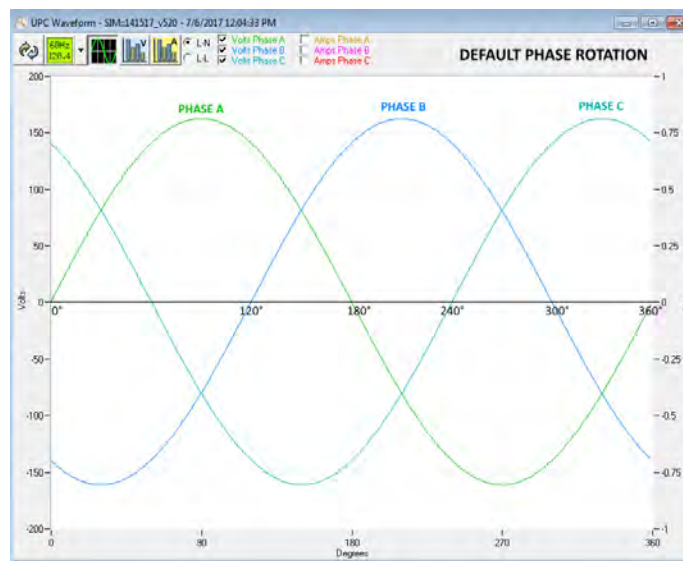 UPC Waveform - SIM:141517_v520 - 7/6/2017 12:04:33 PM
60Hz
120.4
V
A
L-N
L-L
Volts Phase A
Volts Phase B
Volts Phase C
Amps Phase A
Amps Phase B
Amps Phase C
DEFAULT PHASE ROTATION
PHASE A PHASE B PHASE C
200
150
100
50
0
-50
-100
-150
-200
Volts
1
0.75
0.5
0.25
0
-0.25
-0.5
-0.75
-1
0° 120° 180° 240° 300° 360°
0 90 180 270 360
Degrees